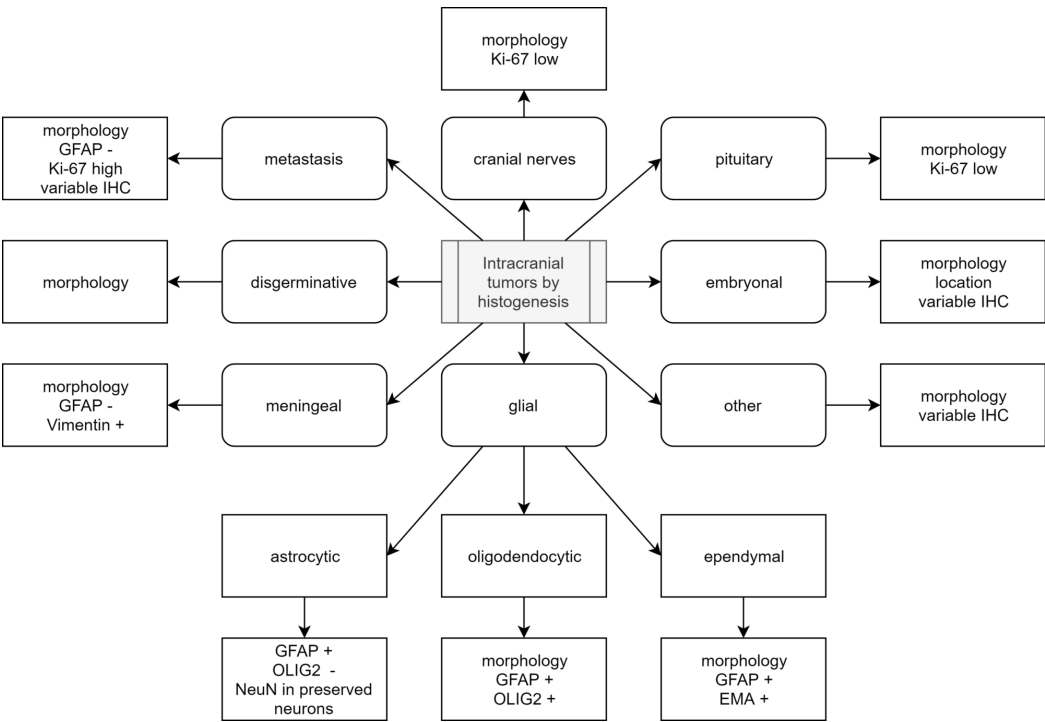 morphology
Ki-67 low
morphology
GFAP -
Ki-67 high
variable IHC
metastasis
cranial nerves
pituitary
morphology
Ki-67 low
morphology
disgerminative
Intracranial
tumors by
histogenesis
embryonal
morphology
location
variable IHC
morphology
GFAP -
Vimentin +
meningeal
glial
other
morphology
variable IHC
astrocytic
oligodendocytic
ependymal
GFAP +
OLIG2 -
NeuN in preserved
neurons
morphology
GFAP +
OLIG2 +
morphology
GFAP +
EMA +